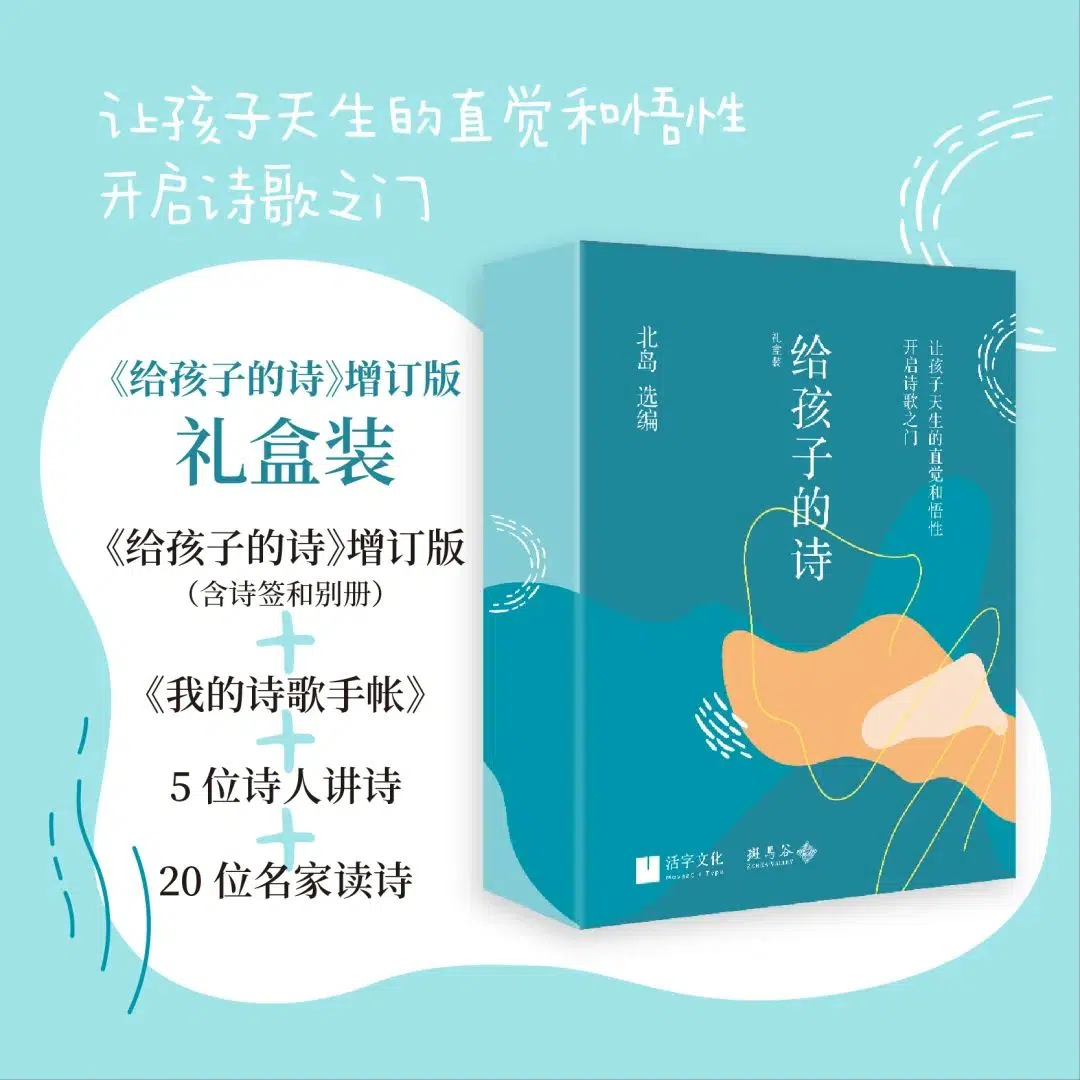 让孩子天生的直觉和悟性
开启诗歌之门
《给孩子的诗》增订版
礼盒装
《给孩子的诗》增订版
（含诗签和别册）
+
《我的诗歌手帐》
+
5 位诗人讲诗
+
20 位名家读诗
让孩子天生的直觉和悟性
开启诗歌之门
给孩子的诗
礼盒装
北岛 选编
活字文化
Movable Type
斑马谷
ZEBRA VALLEY